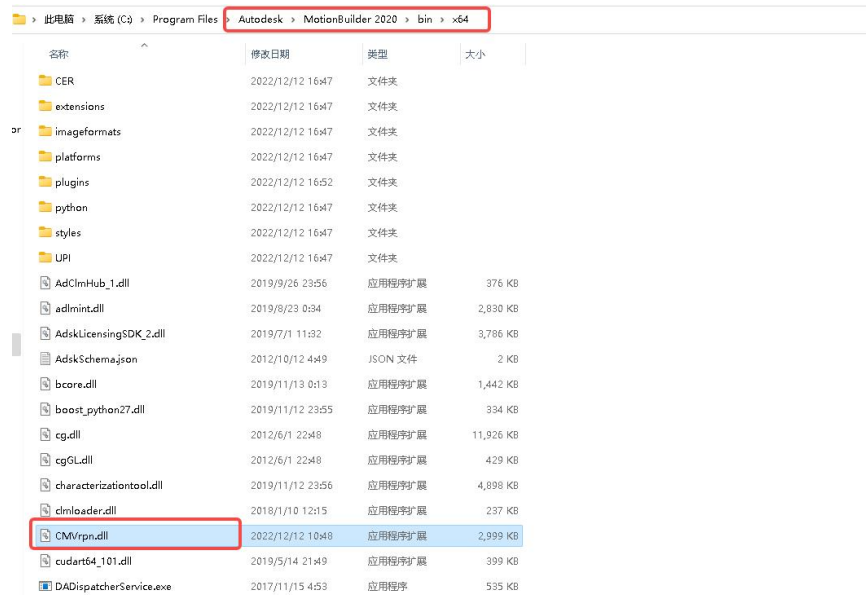 此电脑 › 系统 (C:) › Program Files › Autodesk › MotionBuilder 2020 › bin › x64
名称 修改日期 类型 大小
CER 2022/12/12 16:47 文件夹
extensions 2022/12/12 16:47 文件夹
or
imageformats 2022/12/12 16:47 文件夹
platforms 2022/12/12 16:47 文件夹
plugins 2022/12/12 16:52 文件夹
python 2022/12/12 16:47 文件夹
styles 2022/12/12 16:47 文件夹
UPI 2022/12/12 16:47 文件夹
AdClmHub_1.dll 2019/9/26 23:56 应用程序扩展 376 KB
adlmint.dll 2019/8/23 0:34 应用程序扩展 2,830 KB
AdskLicensingSDK_2.dll 2019/7/1 11:32 应用程序扩展 3,786 KB
AdskSchema.json 2012/10/12 4:49 JSON 文件 2 KB
bcore.dll 2019/11/13 0:13 应用程序扩展 1,442 KB
boost_python27.dll 2019/11/12 23:55 应用程序扩展 334 KB
cg.dll 2012/6/1 22:48 应用程序扩展 11,926 KB
cgGL.dll 2012/6/1 22:48 应用程序扩展 429 KB
characterizationtool.dll 2019/11/12 23:56 应用程序扩展 4,898 KB
clmloader.dll 2018/1/10 12:15 应用程序扩展 237 KB
CMVrpn.dll 2022/12/12 10:48 应用程序扩展 2,999 KB
cudart64_101.dll 2019/5/14 21:49 应用程序扩展 399 KB
DADispatcherService.exe 2017/11/15 4:53 应用程序 535 KB